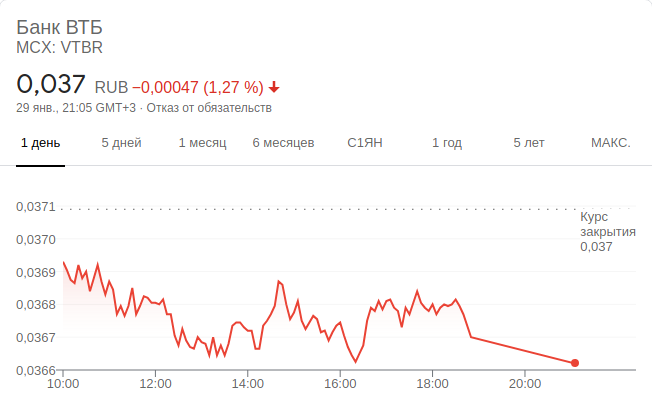 Банк ВТБ
MCX: VTBR
0,037 RUB −0,00047 (1,27 %)
29 янв., 21:05 GMT+3 · Отказ от обязательств
1 день 5 дней 1 месяц 6 месяцев С1ЯН 1 год 5 лет МАКС.
0,0371
Курс
закрытия
0,037
0,0370
0,0369
0,0368
0,0367
0,0366
10:00 12:00 14:00 16:00 18:00 20:00